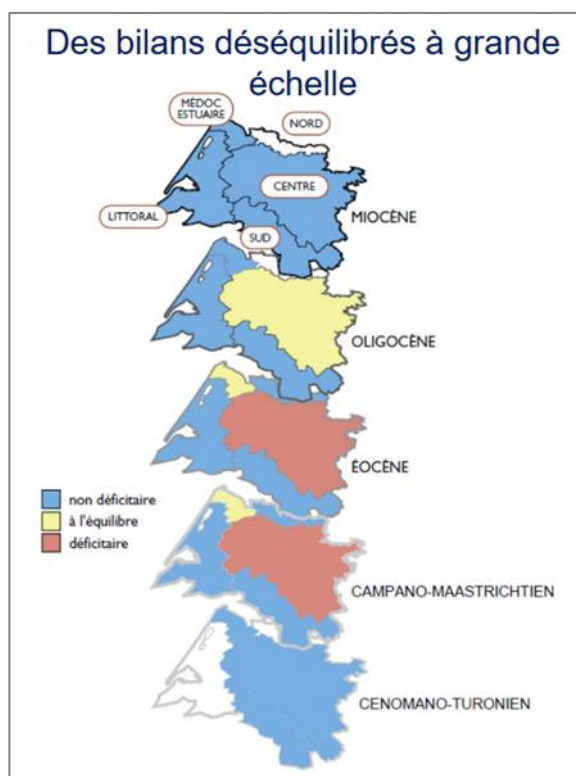 Des bilans déséquilibrés à grande
échelle
MÉDOC
ESTUAIRE
NORD
CENTRE
LITTORAL
MIOCÈNE
SUD
OLIGOCÈNE
ÉOCÈNE
non déficitaire
à l'équilibre
déficitaire
CAMPANO-MAASTRICHTIEN
CENOMANO-TURONIEN